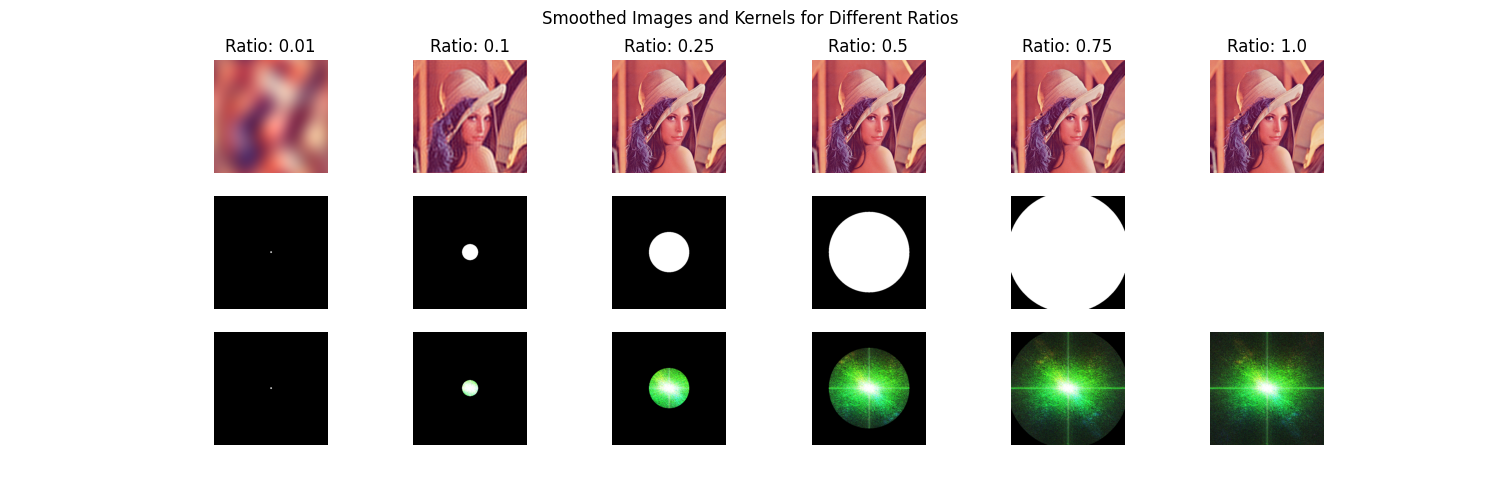 Smoothed Images and Kernels for Different Ratios
Ratio: 0.01
Ratio: 0.1
Ratio: 0.25
Ratio: 0.5
Ratio: 0.75
Ratio: 1.0